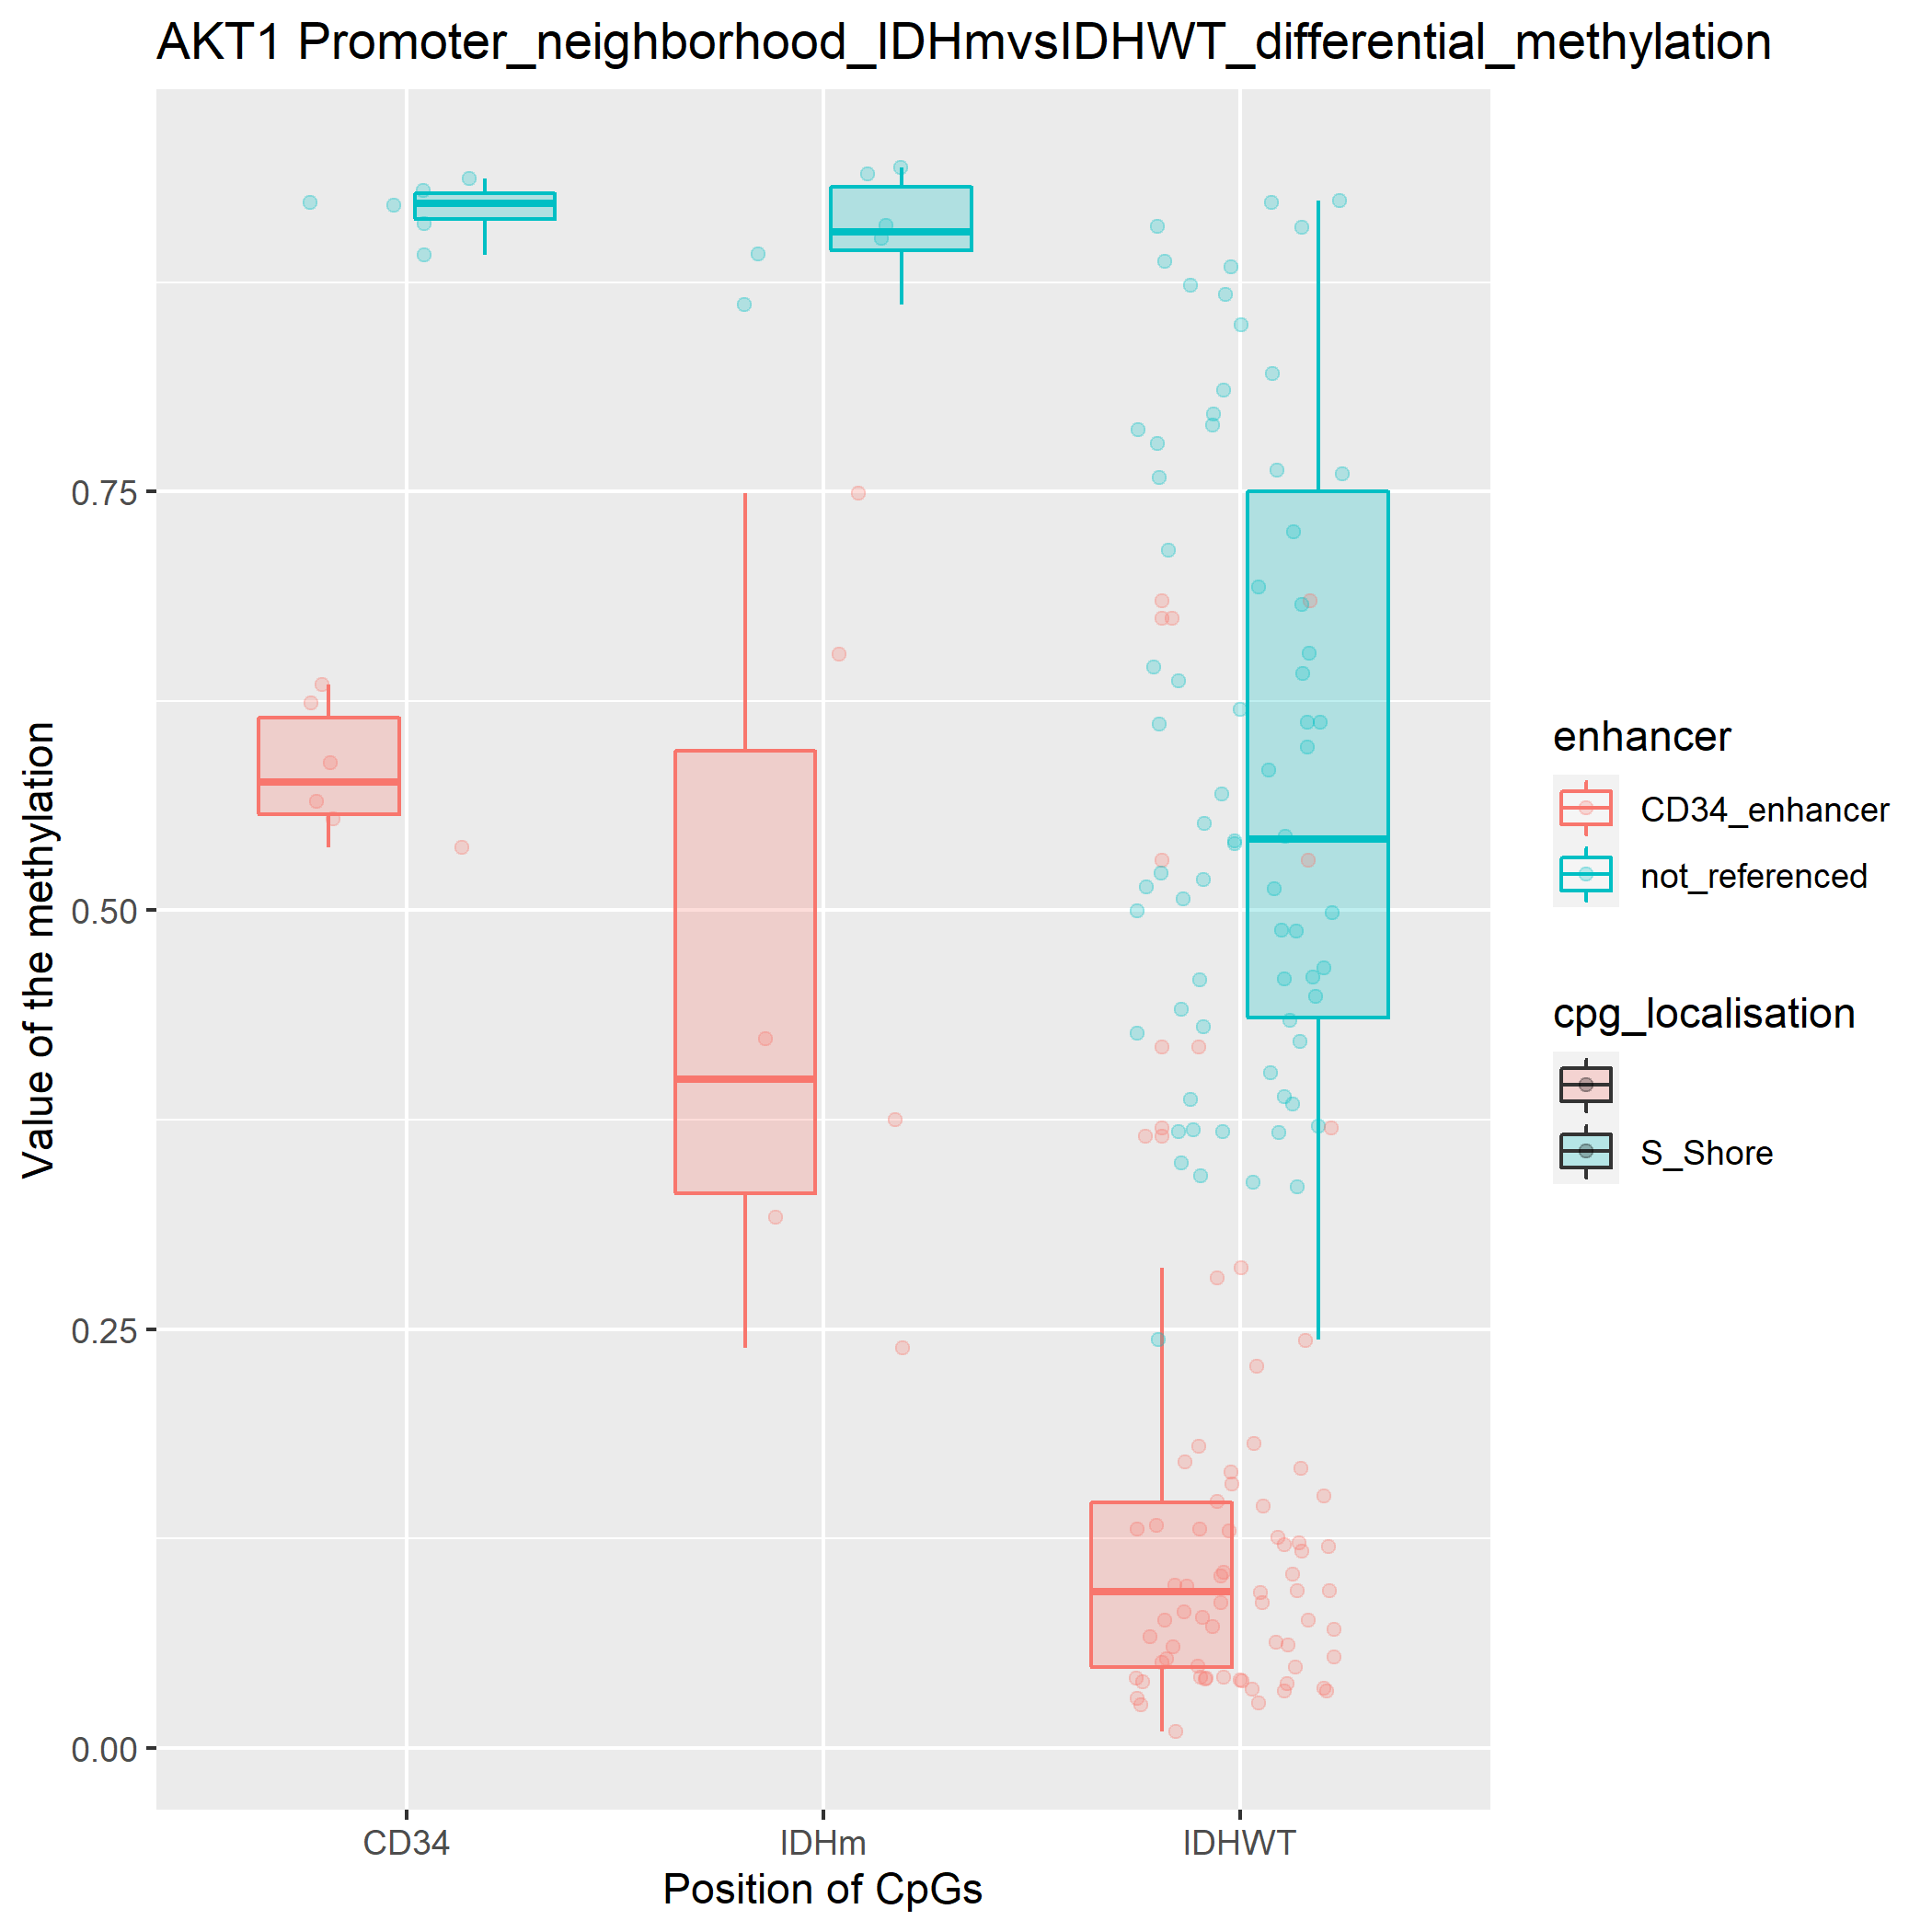 AKT1 Promoter_neighborhood_IDHmvsIDHWT_differential_methylation
Value of the methylation
0.75
0.50
0.25
0.00
CD34
IDHm
IDHWT
Position of CpGs
enhancer
CD34_enhancer
not_referenced
cpg_localisation
S_Shore